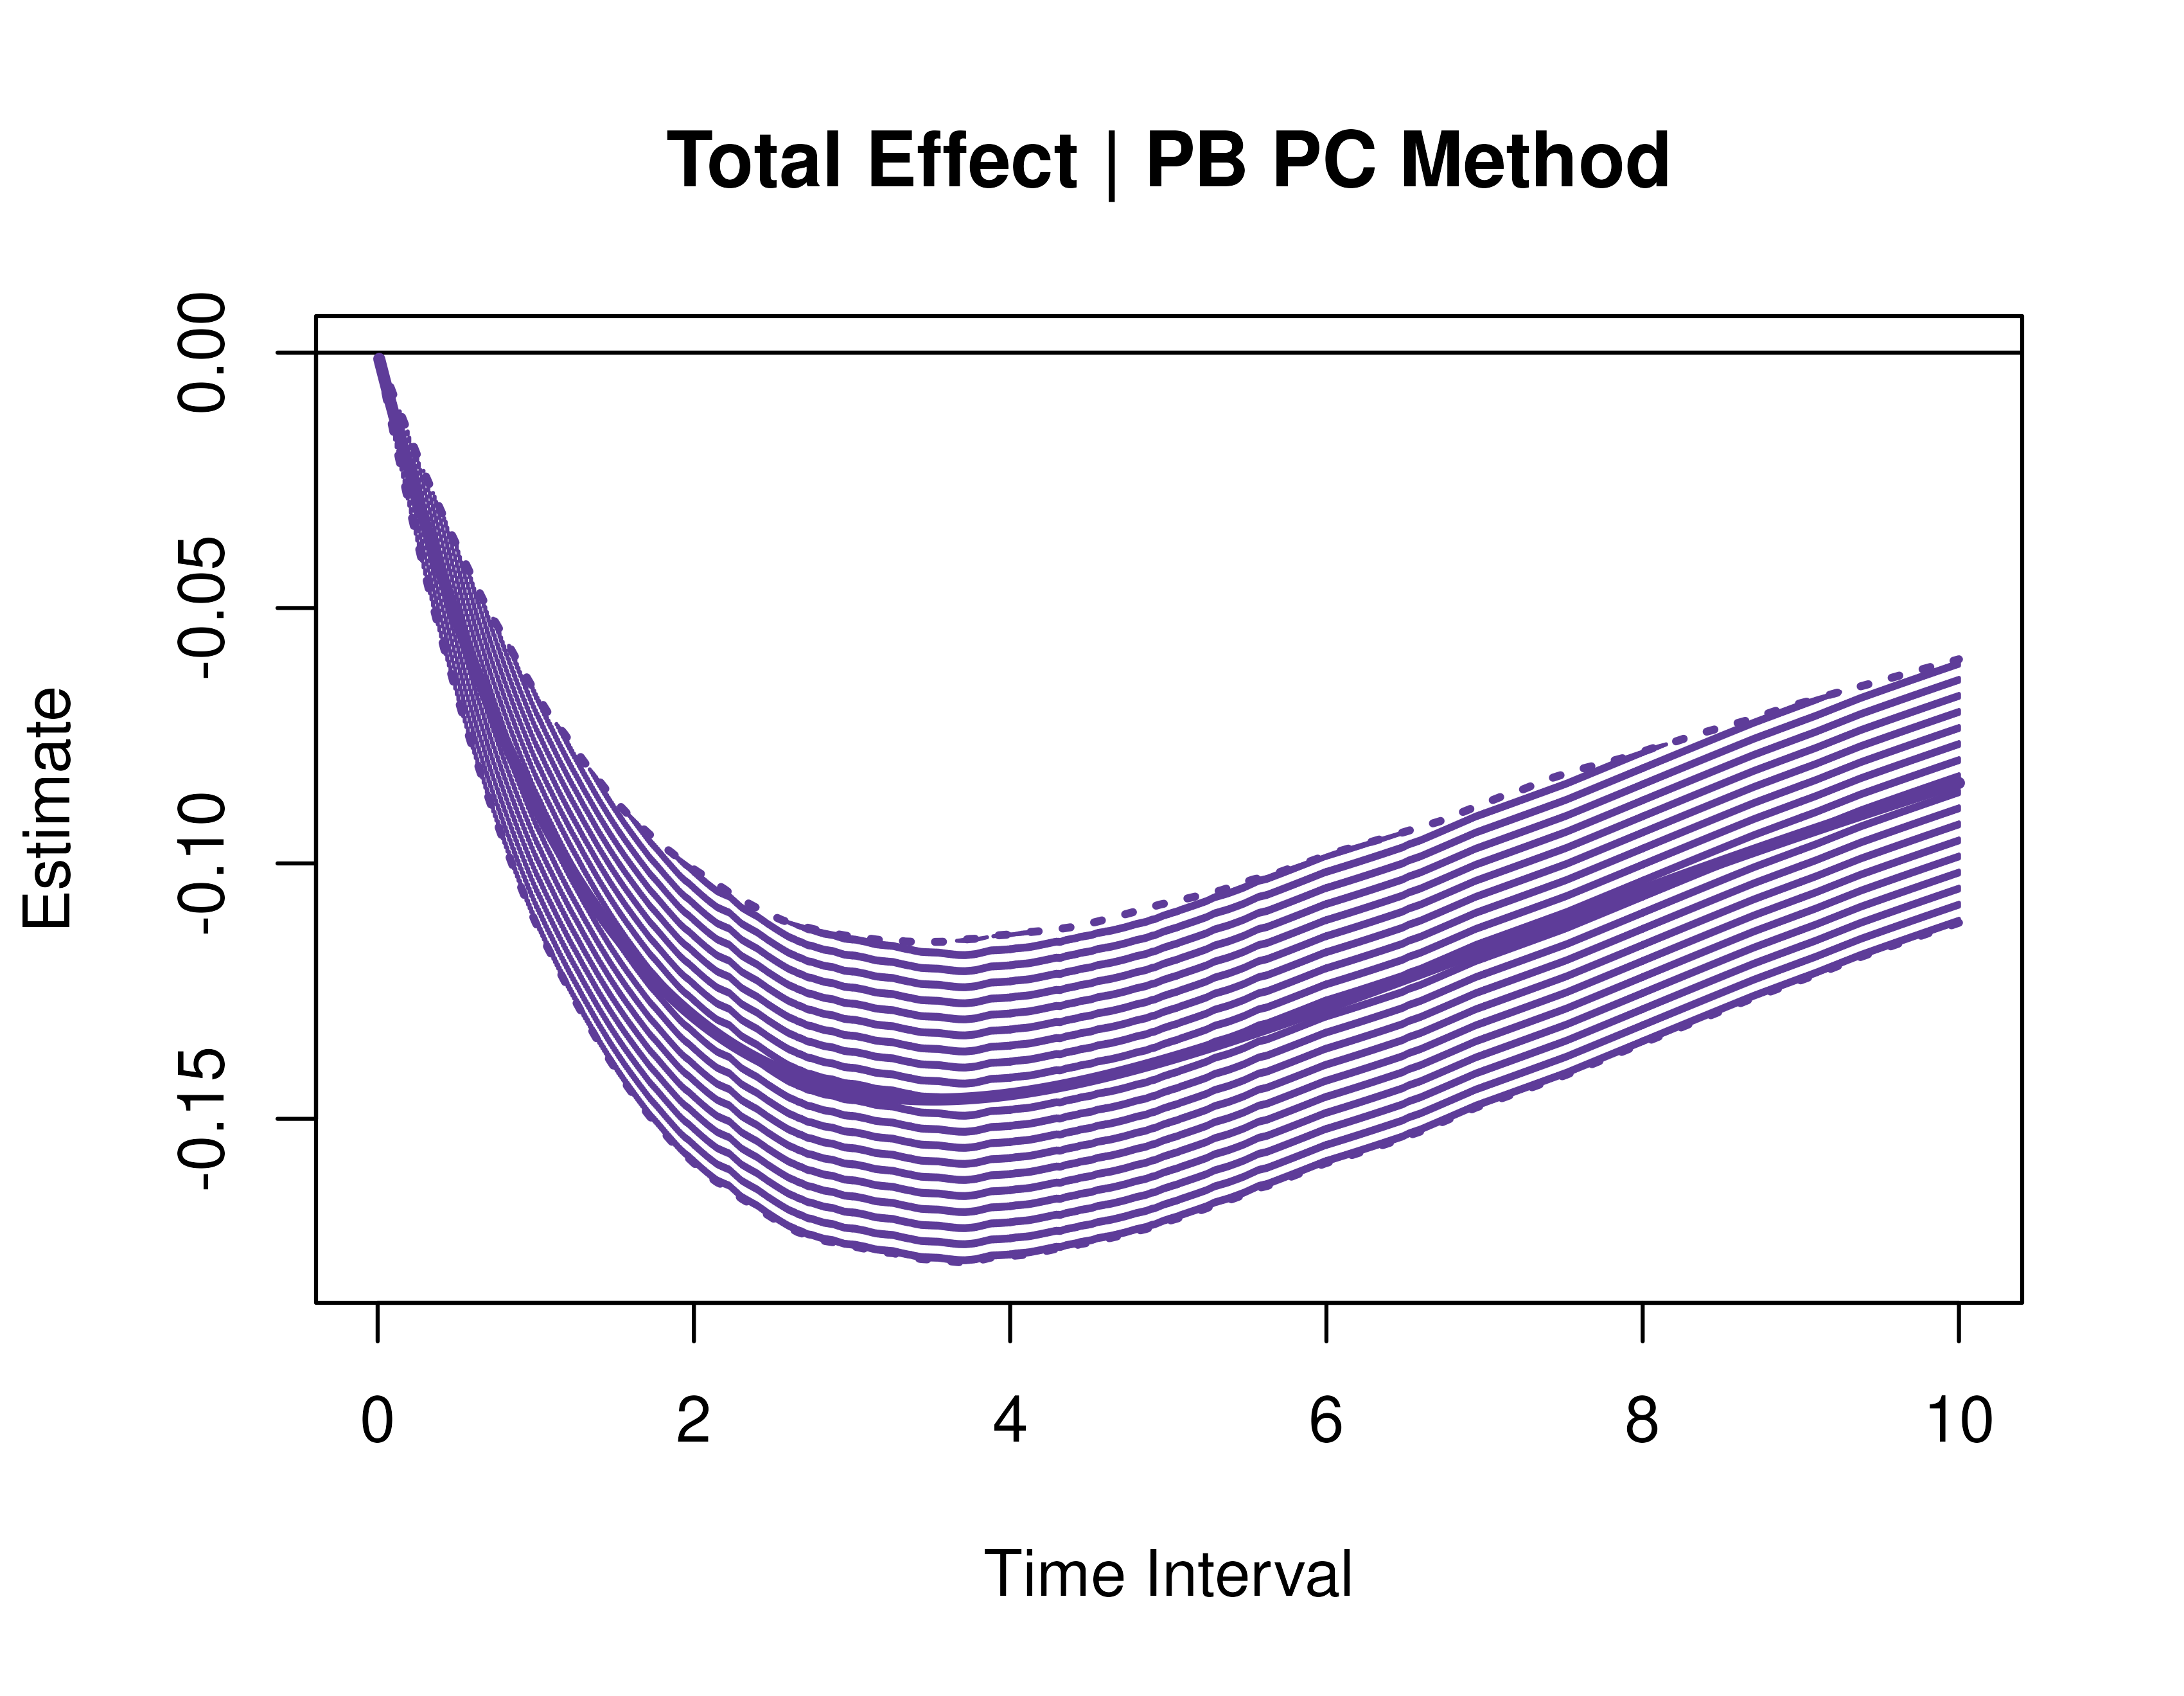 Total Effect | PB PC Method
Estimate
0.00
-0.05
-0.10
-0.15
0 2 4 6 8 10
Time Interval